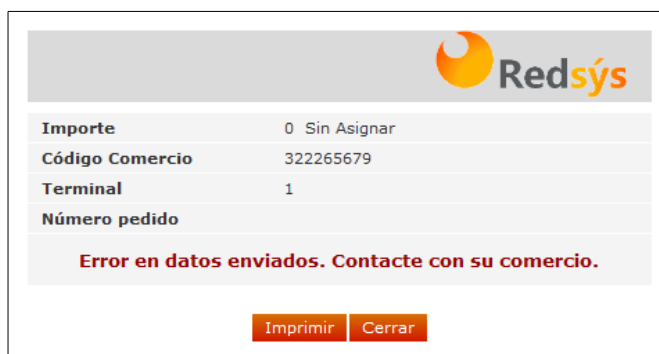 Redsýs
Importe 0 Sin Asignar
Código Comercio 322265679
Terminal 1
Número pedido
Error en datos enviados. Contacte con su comercio.
Imprimir Cerrar